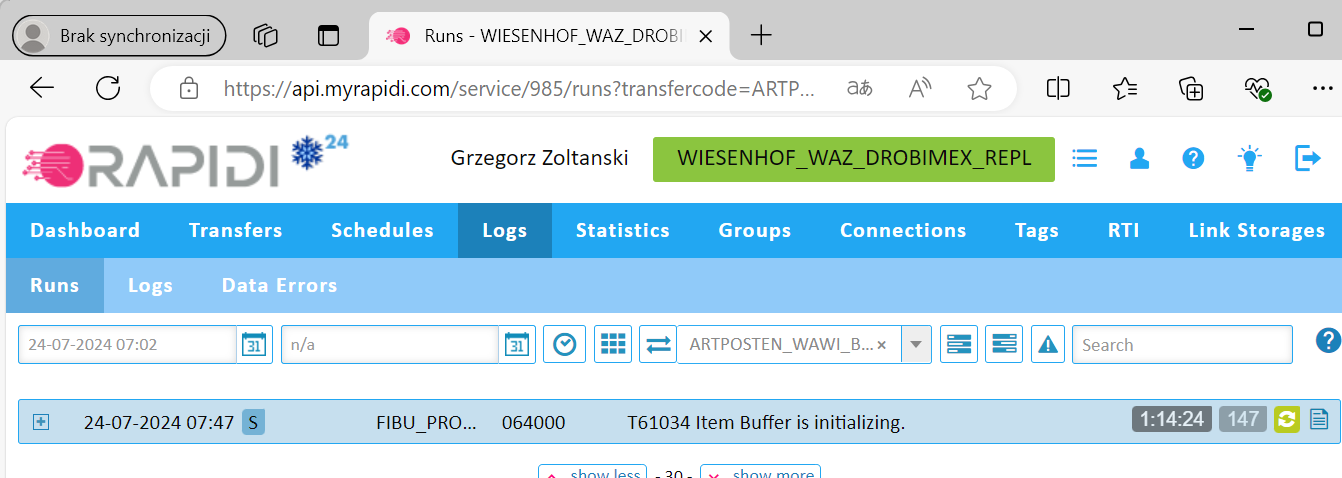 Brak synchronizacji
Runs - WIESENHOF_WAZ_DROBIM
https://api.myrapidi.com/service/985/runs?transfercode=ARTP...
RAPIDI 24
Grzegorz Zoltanski
WIESENHOF_WAZ_DROBIMEX_REPL
Dashboard Transfers Schedules Logs Statistics Groups Connections Tags RTI Link Storages
Runs Logs Data Errors
24-07-2024 07:02 31 n/a 31 ARTPOSTEN_WAWI_B... × Search
24-07-2024 07:47 S FIBU_PRO... 064000 T61034 Item Buffer is initializing. 1:14:24 147
show less - 30 - show more